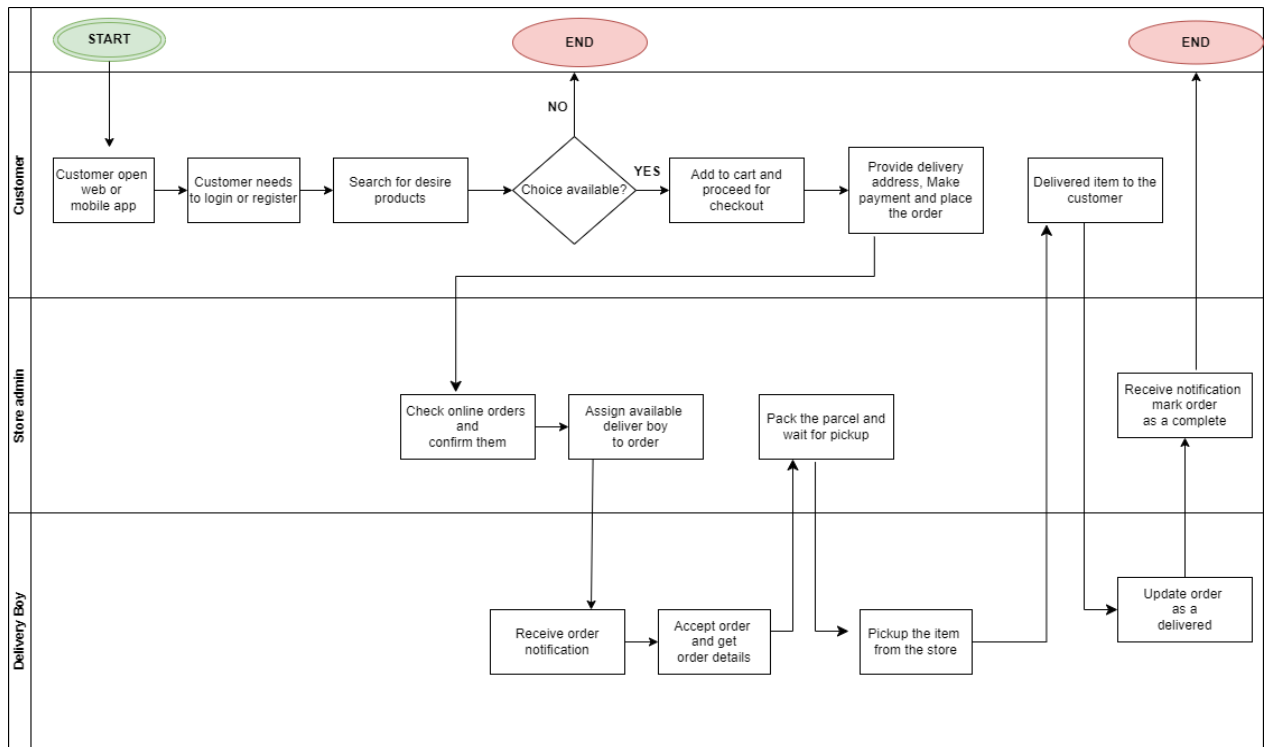 START
END
END
Customer
NO
YES
Customer open
web or
mobile app
Customer needs
to login or register
Search for desire
products
Choice available?
Add to cart and
proceed for
checkout
Provide delivery
address, Make
payment and place
the order
Delivered item to the
customer
Store admin
Check online orders
and
confirm them
Assign available
deliver boy
to order
Pack the parcel and
wait for pickup
Receive notification
mark order
as a complete
Delivery Boy
Receive order
notification
Accept order
and get
order details
Pickup the item
from the store
Update order
as a
delivered